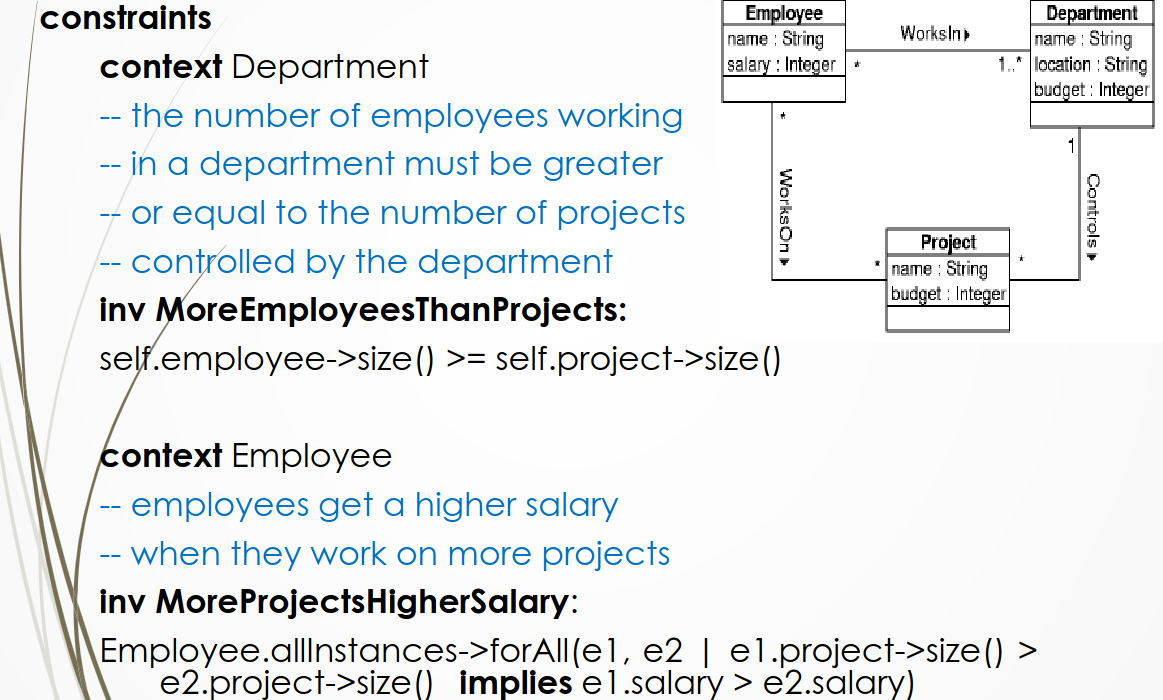 constraints
context Department
-- the number of employees working
-- in a department must be greater
-- or equal to the number of projects
-- controlled by the department
inv MoreEmployeesThanProjects:
self.employee->size() >= self.project->size()
context Employee
-- employees get a higher salary
-- when they work on more projects
inv MoreProjectsHigherSalary:
Employee.allInstances->forAll(e1, e2 | e1.project->size() >
e2.project->size() implies e1.salary > e2.salary)
Employee
name : String
salary : Integer
WorksIn
*
1..*
Department
name : String
location : String
budget : Integer
*
WorksOn
*
1
Controls
*
Project
name : String
budget : Integer